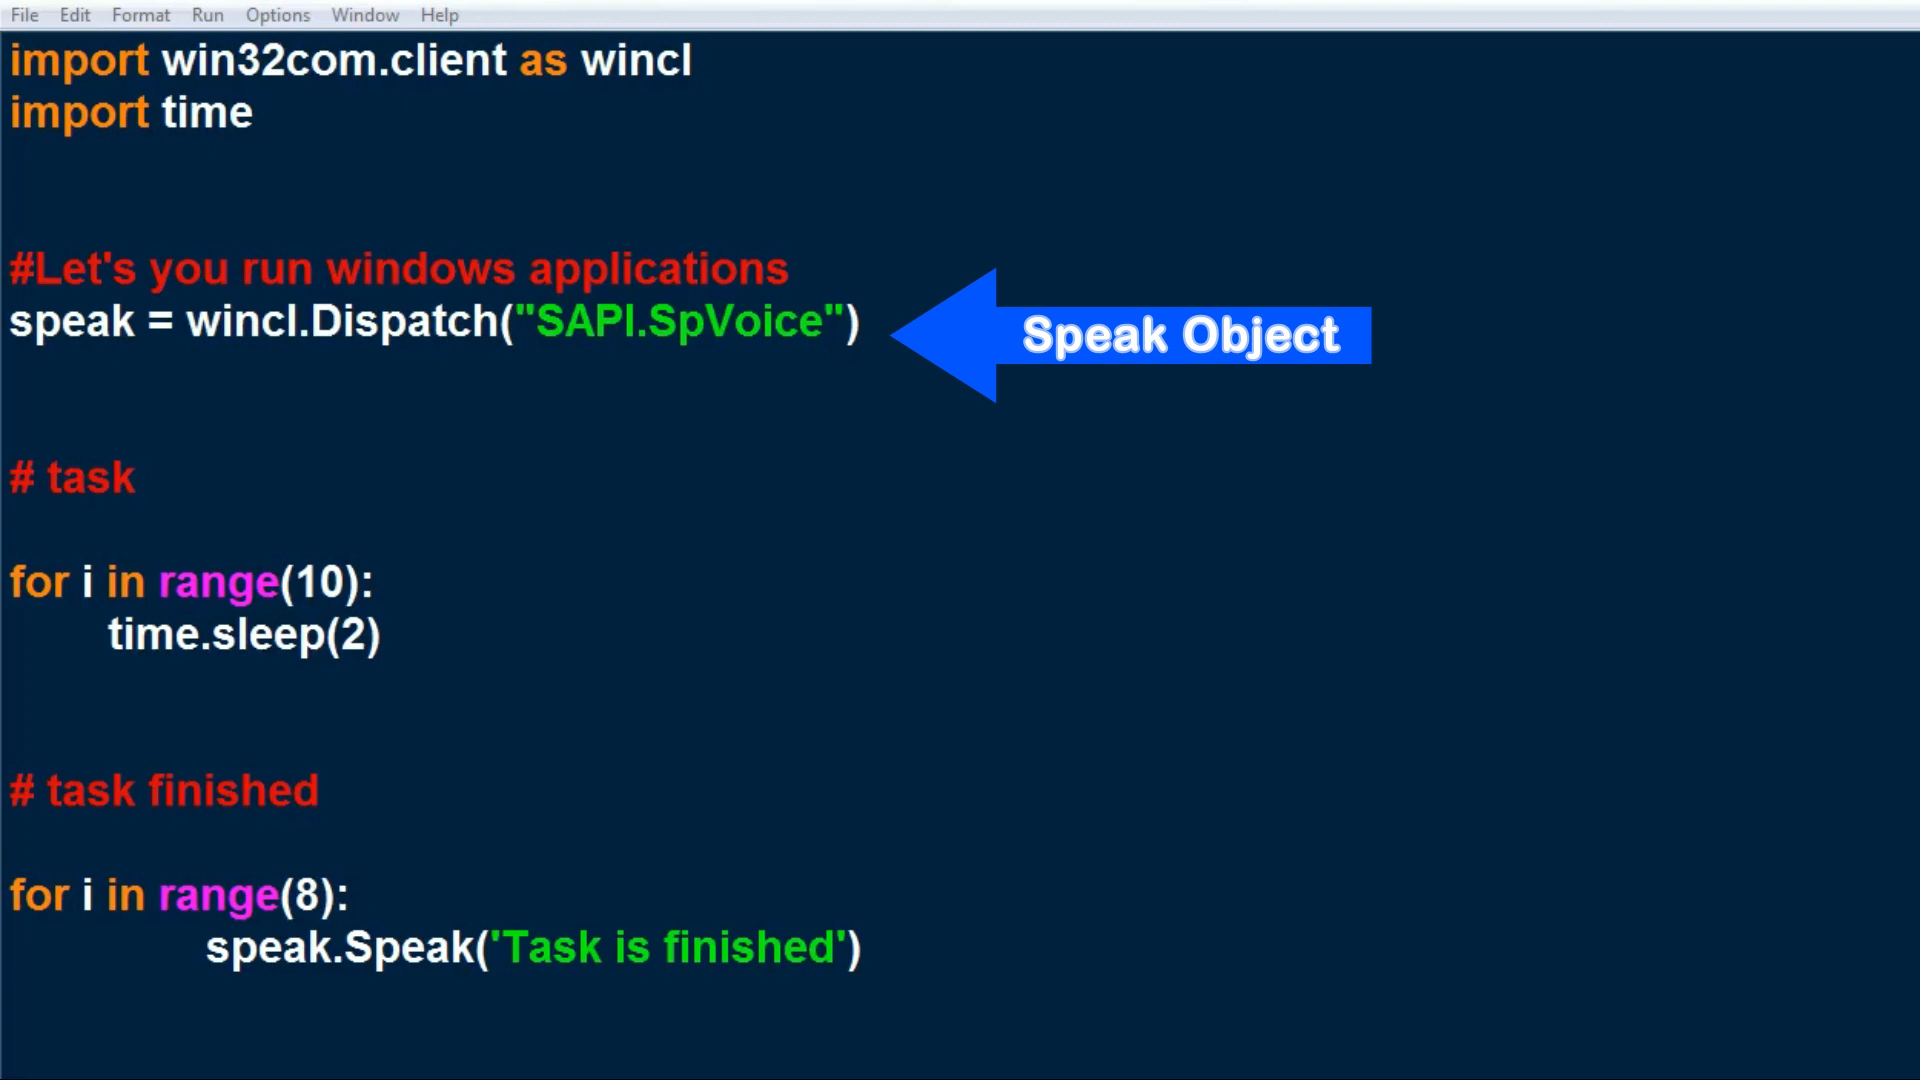 File Edit Format Run Options Window Help
import win32com.client as wincl
import time
#Let's you run windows applications
speak = wincl.Dispatch("SAPI.SpVoice")
Speak Object
# task
for i in range(10):
time.sleep(2)
# task finished
for i in range(8):
speak.Speak('Task is finished')